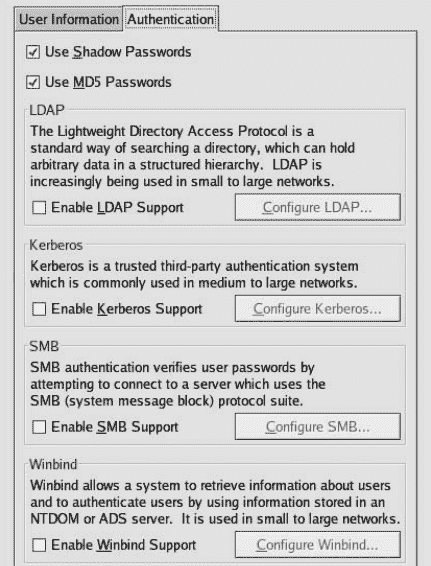 User Information Authentication
Use Shadow Passwords
Use MD5 Passwords
LDAP
The Lightweight Directory Access Protocol is a
standard way of searching a directory, which can hold
arbitrary data in a structured hierarchy. LDAP is
increasingly being used in small to large networks.
Enable LDAP Support Configure LDAP...
Kerberos
Kerberos is a trusted third-party authentication system
which is commonly used in medium to large networks.
Enable Kerberos Support Configure Kerberos...
SMB
SMB authentication verifies user passwords by
attempting to connect to a server which uses the
SMB (system message block) protocol suite.
Enable SMB Support Configure SMB...
Winbind
Winbind allows a system to retrieve information about users
and to authenticate users by using information stored in an
NTDOM or ADS server. It is used in small to large networks.
Enable Winbind Support Configure Winbind...